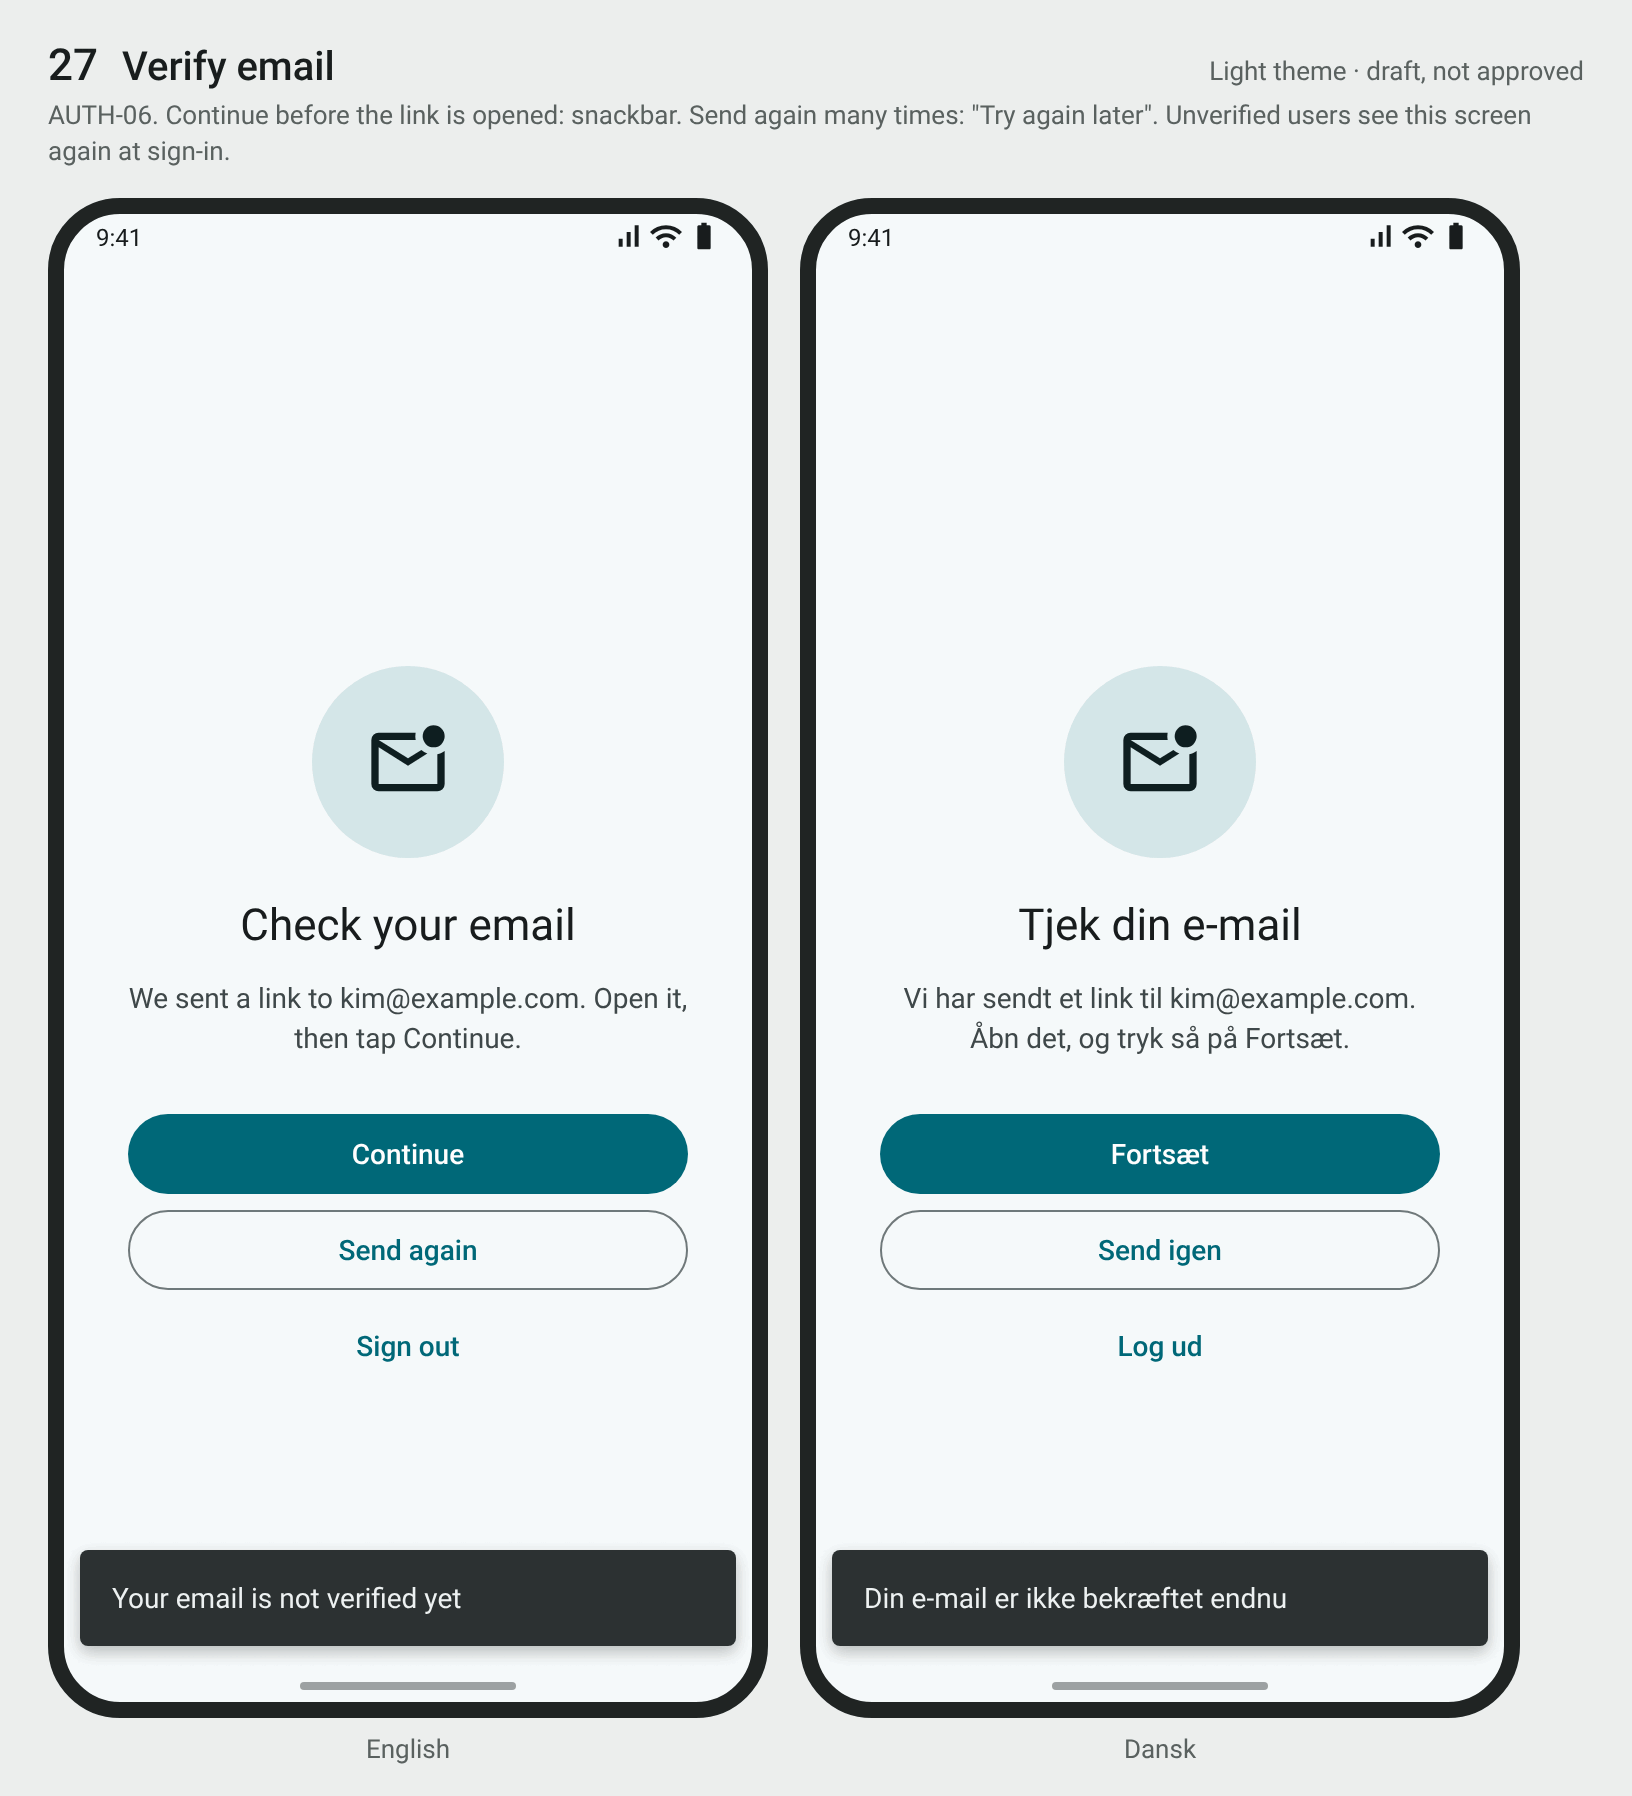 27 Verify email
Light theme · draft, not approved
AUTH-06. Continue before the link is opened: snackbar. Send again many times: "Try again later". Unverified users see this screen
again at sign-in.
9:41
Check your email
We sent a link to kim@example.com. Open it,
then tap Continue.
Continue
Send again
Sign out
Your email is not verified yet
English
9:41
Tjek din e-mail
Vi har sendt et link til kim@example.com.
Åbn det, og tryk så på Fortsæt.
Fortsæt
Send igen
Log ud
Din e-mail er ikke bekræftet endnu
Dansk